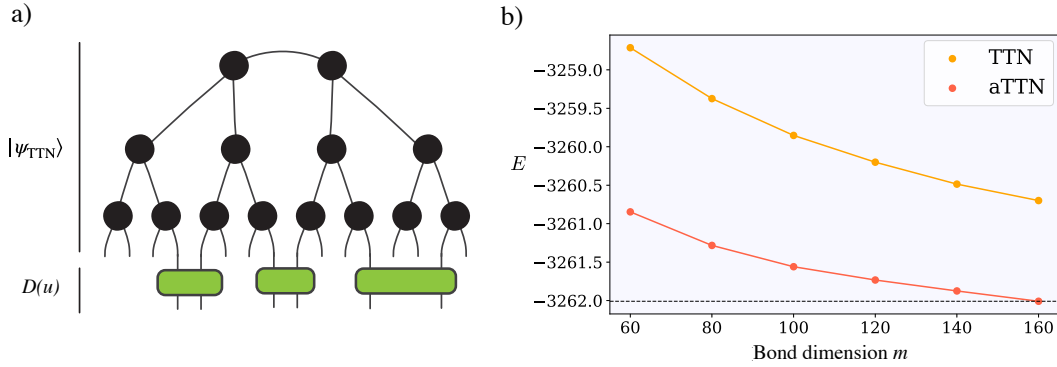 a)
|ψTTN⟩
D(u)
b)
TTN
aTTN
E
−3259.0
−3259.5
−3260.0
−3260.5
−3261.0
−3261.5
−3262.0
60 80 100 120 140 160
Bond dimension m